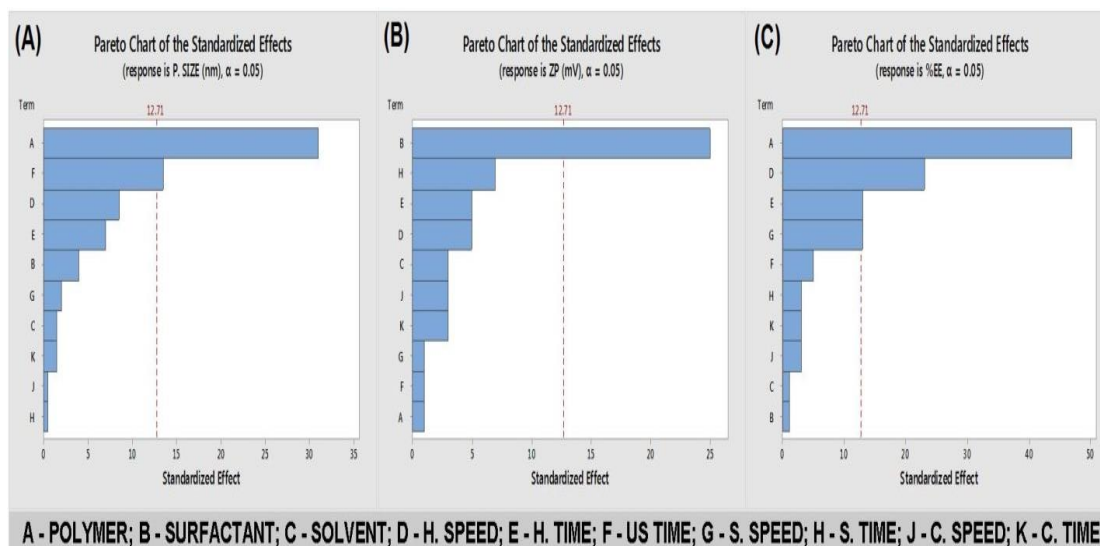 (A)
Pareto Chart of the Standardized Effects
(response is P. SIZE (nm), α = 0.05)
Term
12.71
A
F
D
E
B
G
C
K
J
H
0 5 10 15 20 25 30 35
Standardized Effect
(B)
Pareto Chart of the Standardized Effects
(response is ZP (mV), α = 0.05)
Term
12.71
B
H
E
D
C
J
K
G
F
A
0 5 10 15 20 25
Standardized Effect
(C)
Pareto Chart of the Standardized Effects
(response is %EE, α = 0.05)
Term
12.71
A
D
E
G
F
H
K
J
C
B
0 10 20 30 40 50
Standardized Effect
A - POLYMER; B - SURFACTANT; C - SOLVENT; D - H. SPEED; E - H. TIME; F - US TIME; G - S. SPEED; H - S. TIME; J - C. SPEED; K - C. TIME